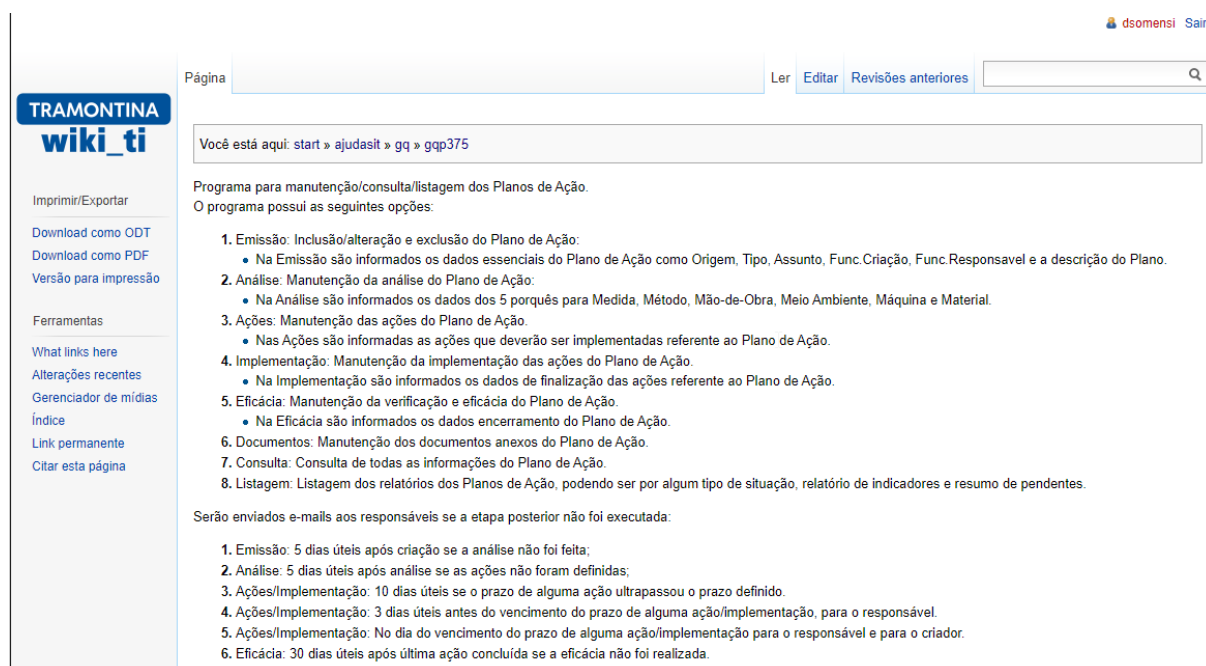 dsomensi Sair
Página
Ler Editar Revisões anteriores
TRAMONTINA
wiki_ti
Você está aqui: start » ajudasit » gq » gqp375
Imprimir/Exportar
Download como ODT
Download como PDF
Versão para impressão
Ferramentas
What links here
Alterações recentes
Gerenciador de mídias
Índice
Link permanente
Citar esta página
Programa para manutenção/consulta/listagem dos Planos de Ação.
O programa possui as seguintes opções:
1. Emissão: Inclusão/alteração e exclusão do Plano de Ação:
• Na Emissão são informados os dados essenciais do Plano de Ação como Origem, Tipo, Assunto, Func.Criação, Func.Responsavel e a descrição do Plano.
2. Análise: Manutenção da análise do Plano de Ação:
• Na Análise são informados os dados dos 5 porquês para Medida, Método, Mão-de-Obra, Meio Ambiente, Máquina e Material.
3. Ações: Manutenção das ações do Plano de Ação.
• Nas Ações são informadas as ações que deverão ser implementadas referente ao Plano de Ação.
4. Implementação: Manutenção da implementação das ações do Plano de Ação.
• Na Implementação são informados os dados de finalização das ações referente ao Plano de Ação.
5. Eficácia: Manutenção da verificação e eficácia do Plano de Ação.
• Na Eficácia são informados os dados encerramento do Plano de Ação.
6. Documentos: Manutenção dos documentos anexos do Plano de Ação.
7. Consulta: Consulta de todas as informações do Plano de Ação.
8. Listagem: Listagem dos relatórios dos Planos de Ação, podendo ser por algum tipo de situação, relatório de indicadores e resumo de pendentes.
Serão enviados e-mails aos responsáveis se a etapa posterior não foi executada:
1. Emissão: 5 dias úteis após criação se a análise não foi feita;
2. Análise: 5 dias úteis após análise se as ações não foram definidas;
3. Ações/Implementação: 10 dias úteis se o prazo de alguma ação ultrapassou o prazo definido.
4. Ações/Implementação: 3 dias úteis antes do vencimento do prazo de alguma ação/implementação, para o responsável.
5. Ações/Implementação: No dia do vencimento do prazo de alguma ação/implementação para o responsável e para o criador.
6. Eficácia: 30 dias úteis após última ação concluída se a eficácia não foi realizada.